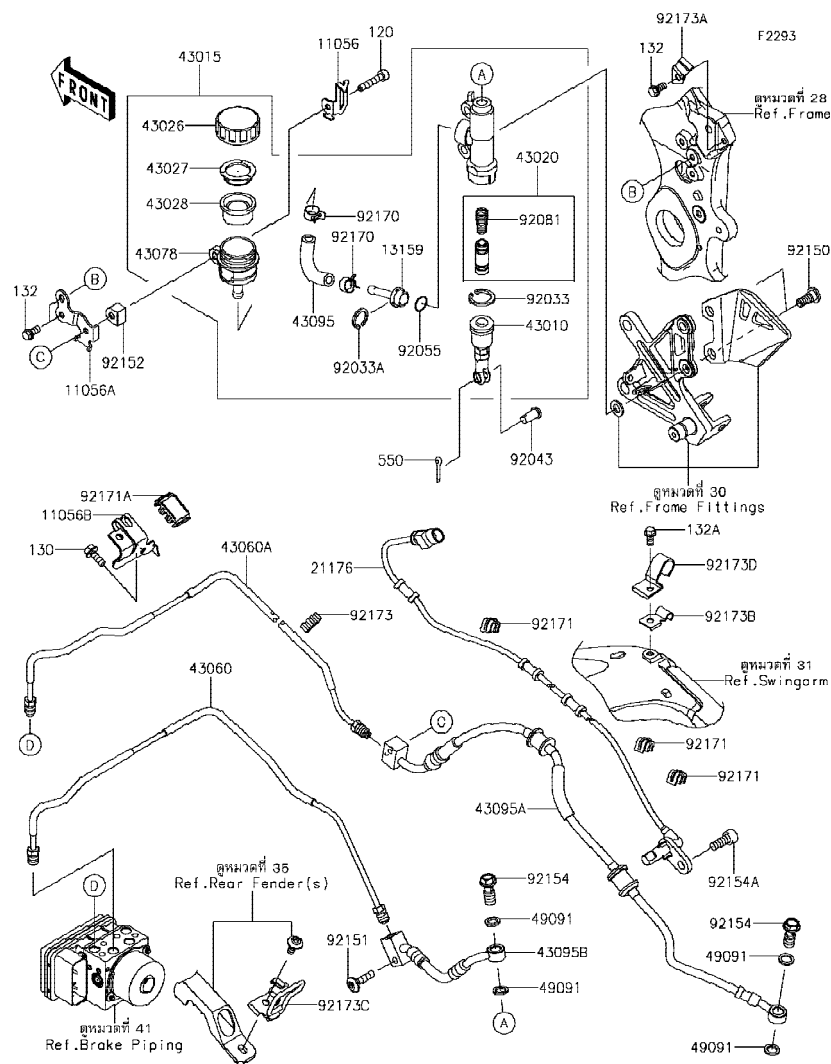 92173A
F2293
120
11056
132
43015
A
FRONT
ดูหมวดที่ 28
Ref.Frame
43026
43027
43020
43028
92170
92081
B
92170
43078
13159
92150
B
132
92033
C
43095
92055
43010
92152
92033A
11056A
550
92043
ดูหมวดที่ 30
Ref.Frame Fittings
92171A
11056B
132A
130
43060A
21176
92173D
92173
92171
92173B
43060
ดูหมวดที่ 31
Ref.Swingarm
D
C
92171
92171
43095A
ดูหมวดที่ 35
Ref.Rear Fender(s)
92154
92154A
D
92154
49091
92151
43095B
49091
49091
92173C
A
ดูหมวดที่ 41
Ref.Brake Piping
49091